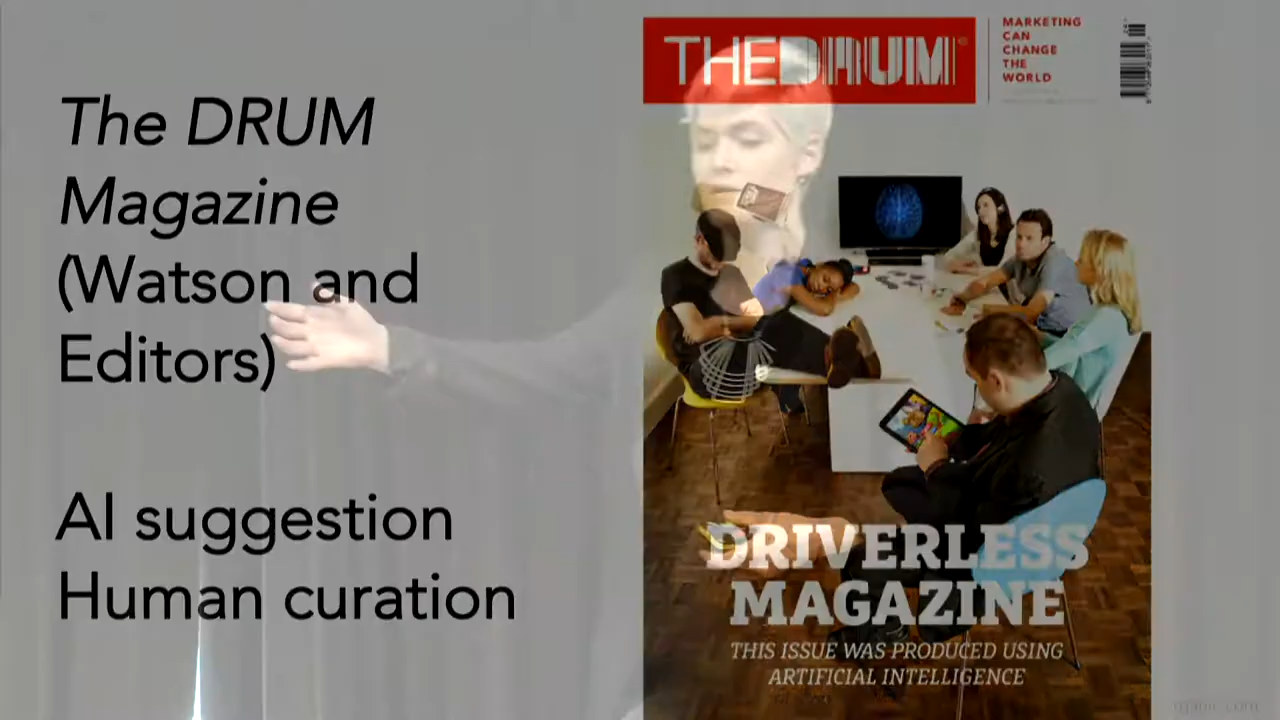 The DRUM
Magazine
(Watson and
Editors)
AI suggestion
Human curation
THEDRUM
MARKETING
CAN
CHANGE
THE
WORLD
DRIVERLESS
MAGAZINE
THIS ISSUE WAS PRODUCED USING
ARTIFICIAL INTELLIGENCE